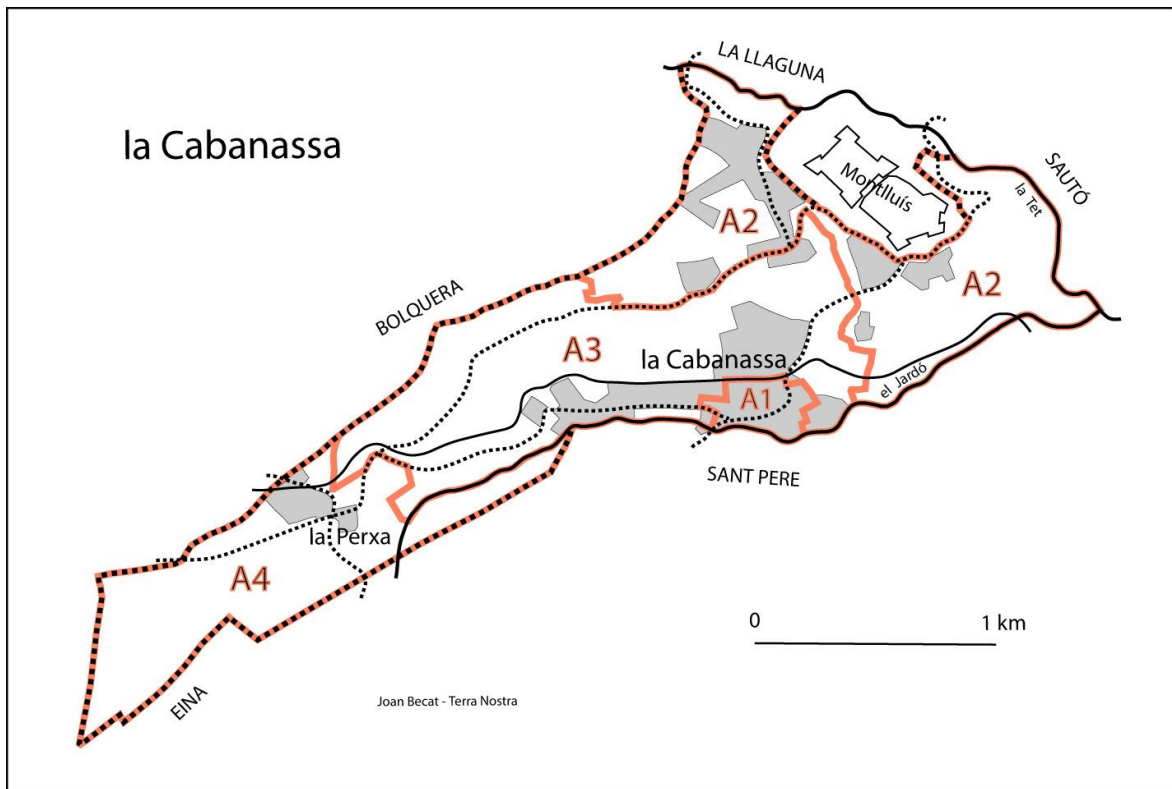 LA LLAGUNA
la Cabanassa
SAUTÓ
Montlluís
la Tet
A2
A2
BOLQUERA
A3
la Cabanassa
el Jardó
A1
SANT PERE
la Perxa
A4
0 1 km
EINA
Joan Becat - Terra Nostra